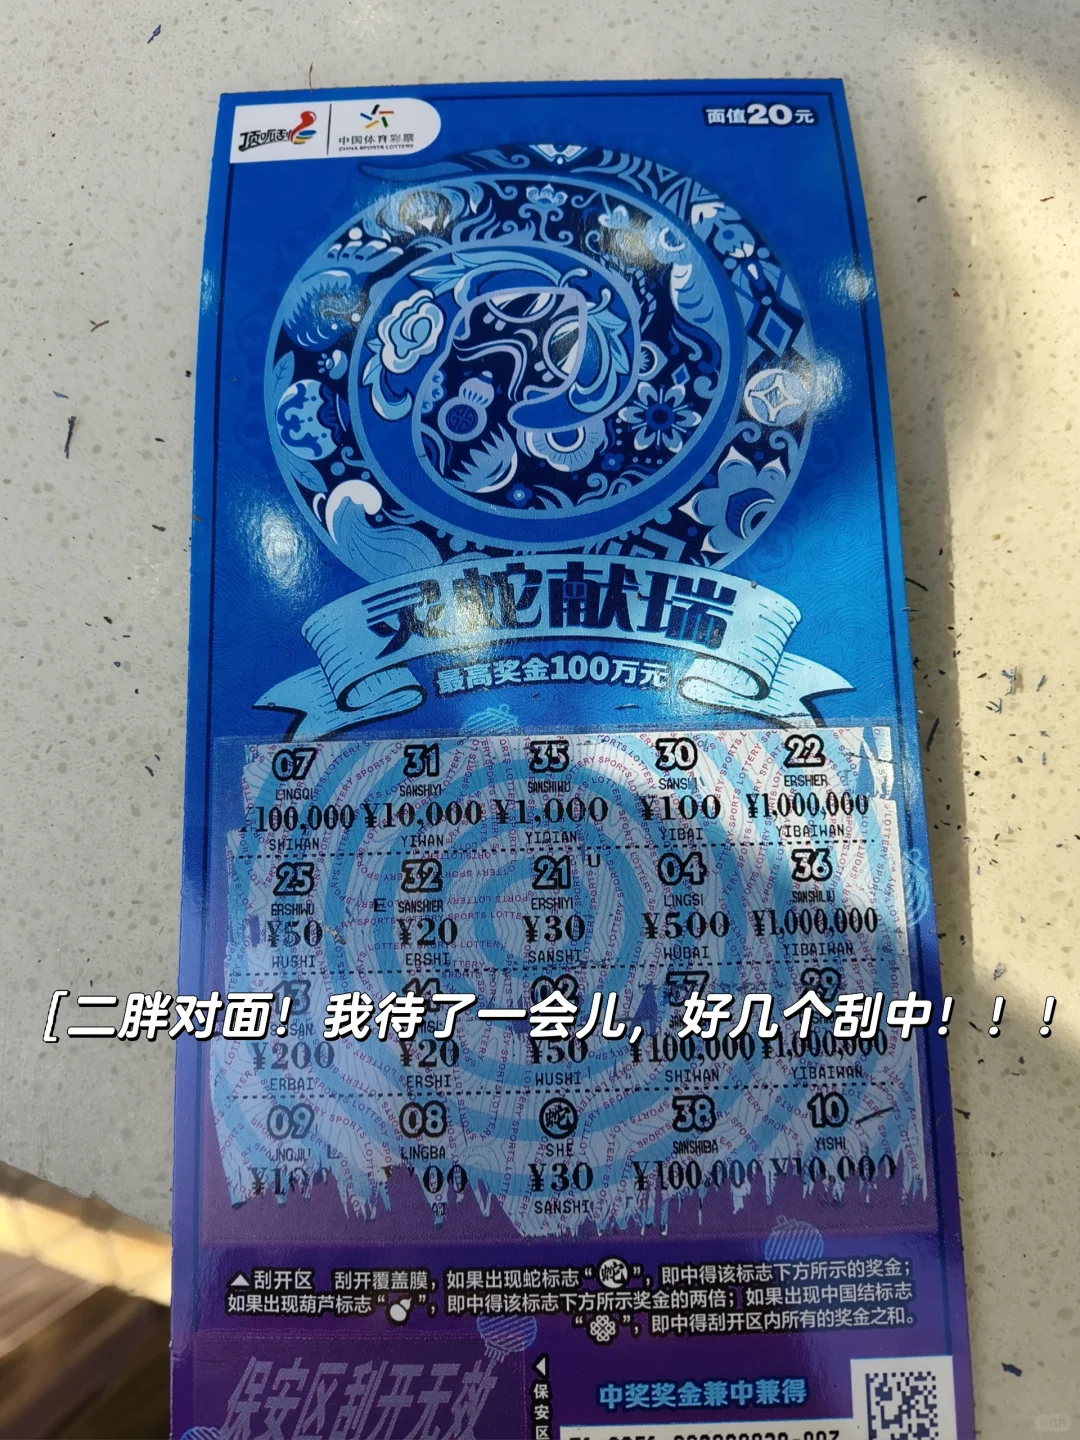 顶呱刮
中国体育彩票
CHINA SPORTS LOTTERY
面值20元
灵蛇献瑞
最高奖金100万元
07 31 35 30 22
LINGQI SANSHIYI SANSHIWU SANSHI ERSHIER
100,000 ¥10,000 ¥1,000 ¥100 ¥1,000,000
SHIWAN YIWAN YIQIAN YIBAI YIBAIWAN
25 32 21 U 04 36
ERSHIWU E SANSHIER ERSHIYI LINGSI SANSHILIU
¥50 ¥20 ¥30 ¥500 ¥1,000,000
WUSHI ERSHI SANSHI WUBAI YIBAIWAN
[二胖对面！我待了一会儿，好几个刮中！！！
¥200 ¥20 ¥50 ¥100,000 ¥1,000,000
ERBAI ERSHI WUSHI SHIWAN YIBAIWAN
09 08 蛇 38 10
LINGJIU L LINGBA SHE SANSHIBA YISHI
¥30 ¥100,000 ¥10,000
SANSHI
▲刮开区 刮开覆盖膜，如果出现蛇标志“蛇”，即中得该标志下方所示的奖金；
如果出现葫芦标志“ ”，即中得该标志下方所示奖金的两倍；如果出现中国结标志
“ ”，即中得刮开区内所有的奖金之和。
保安区刮开无效
◀保安区
中奖奖金兼中兼得